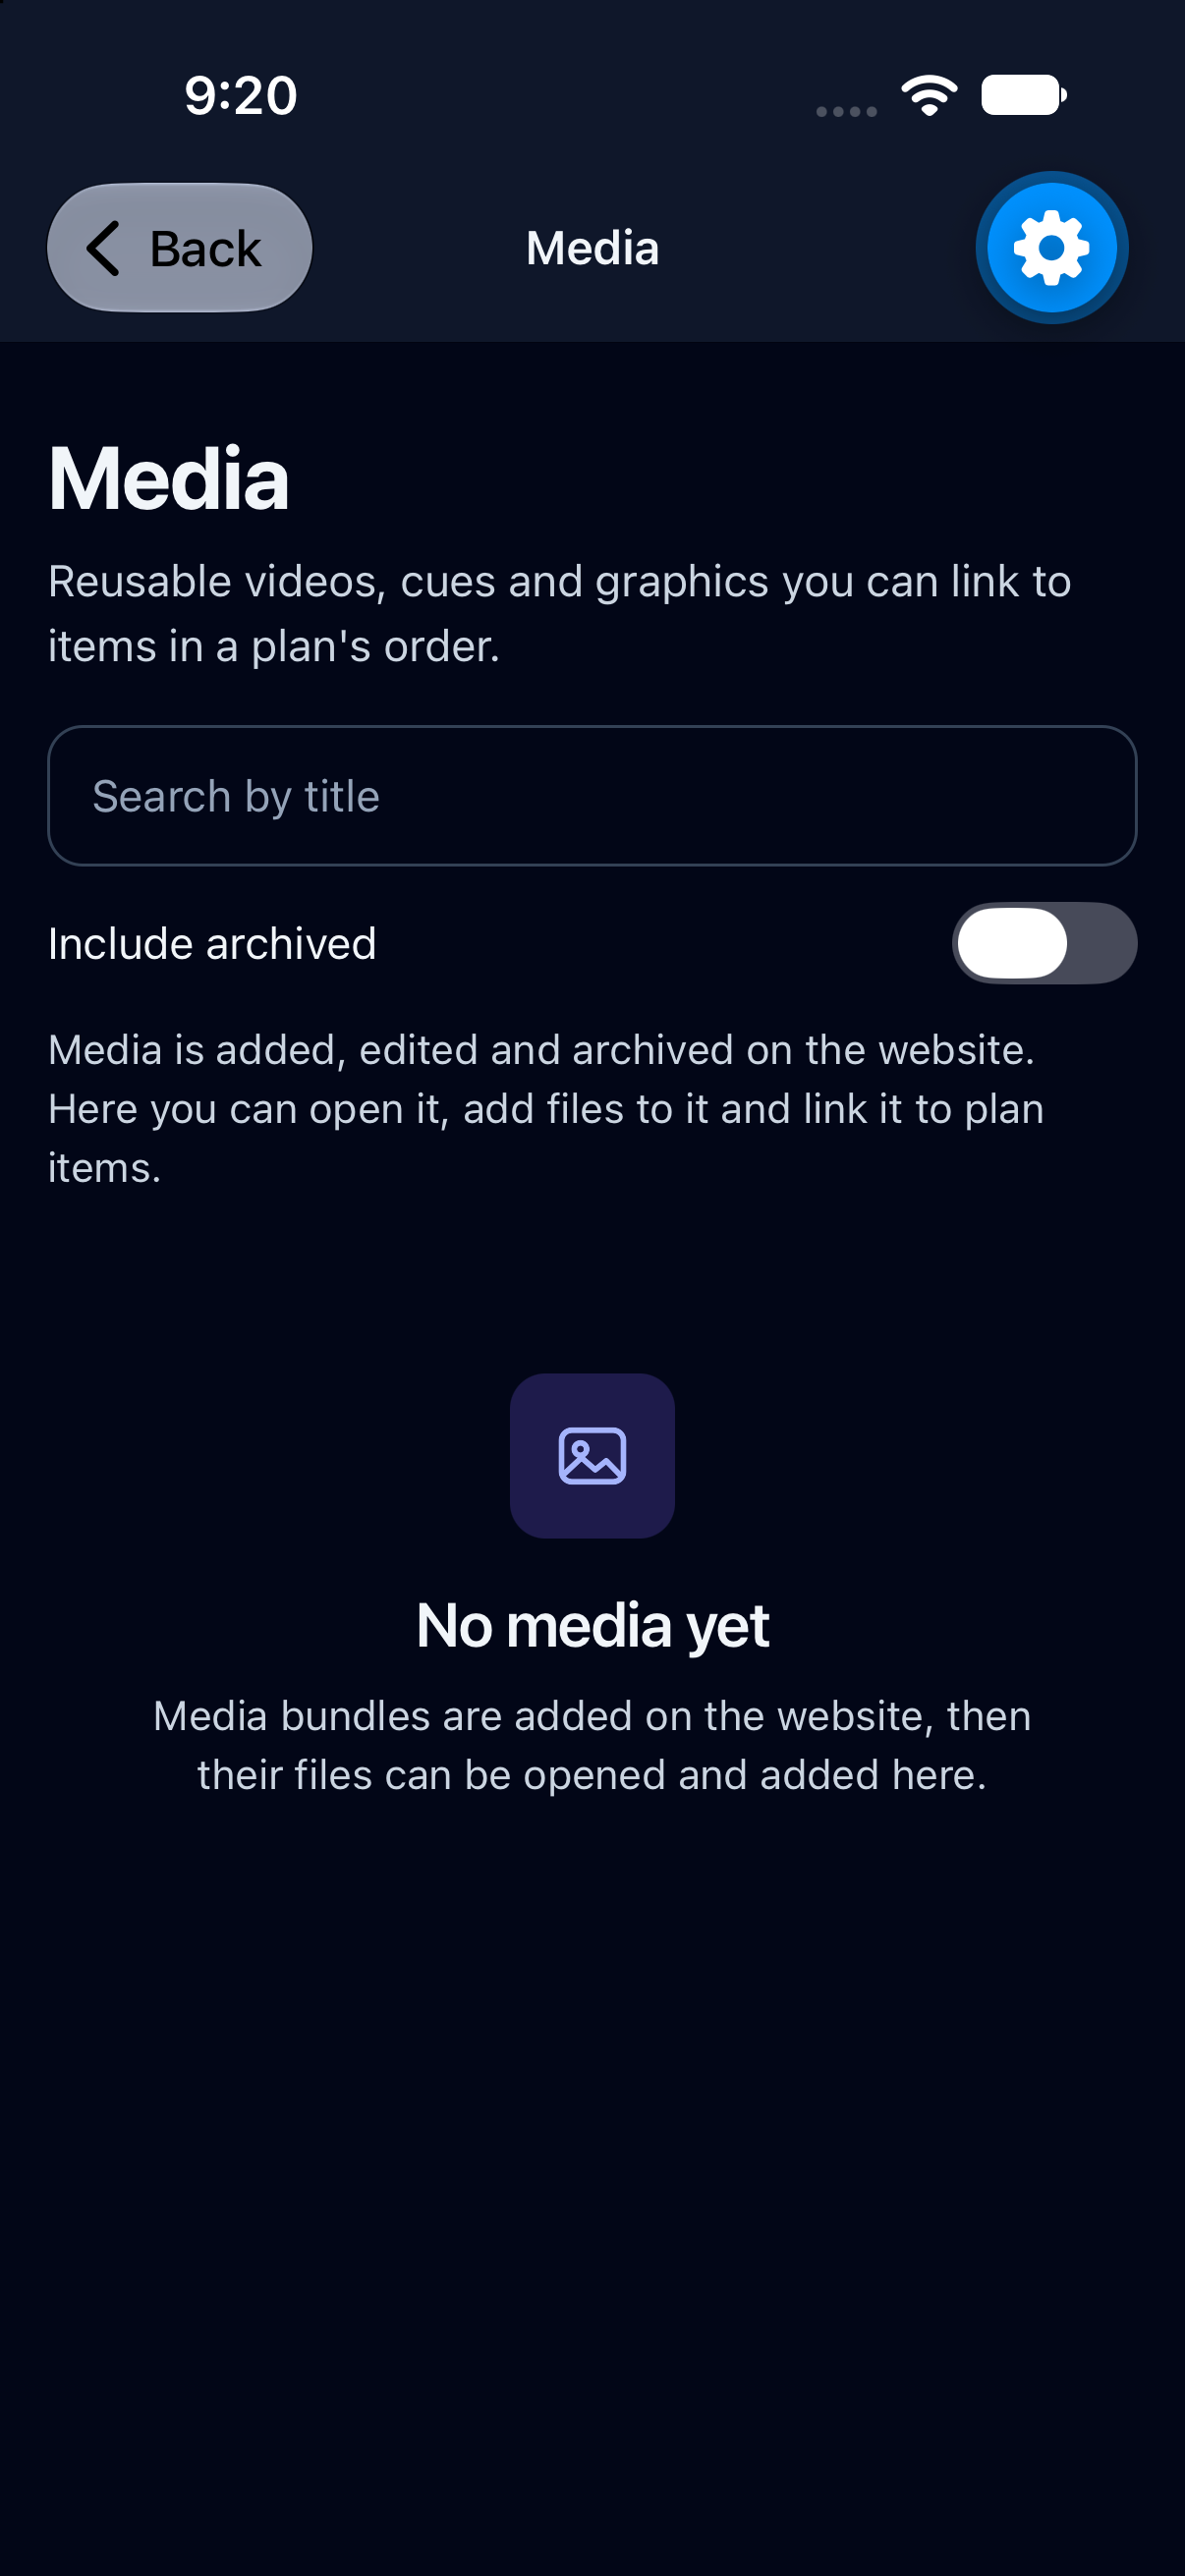 9:20
Back
Media
Media
Reusable videos, cues and graphics you can link to
items in a plan's order.
Search by title
Include archived
Media is added, edited and archived on the website.
Here you can open it, add files to it and link it to plan
items.
No media yet
Media bundles are added on the website, then
their files can be opened and added here.